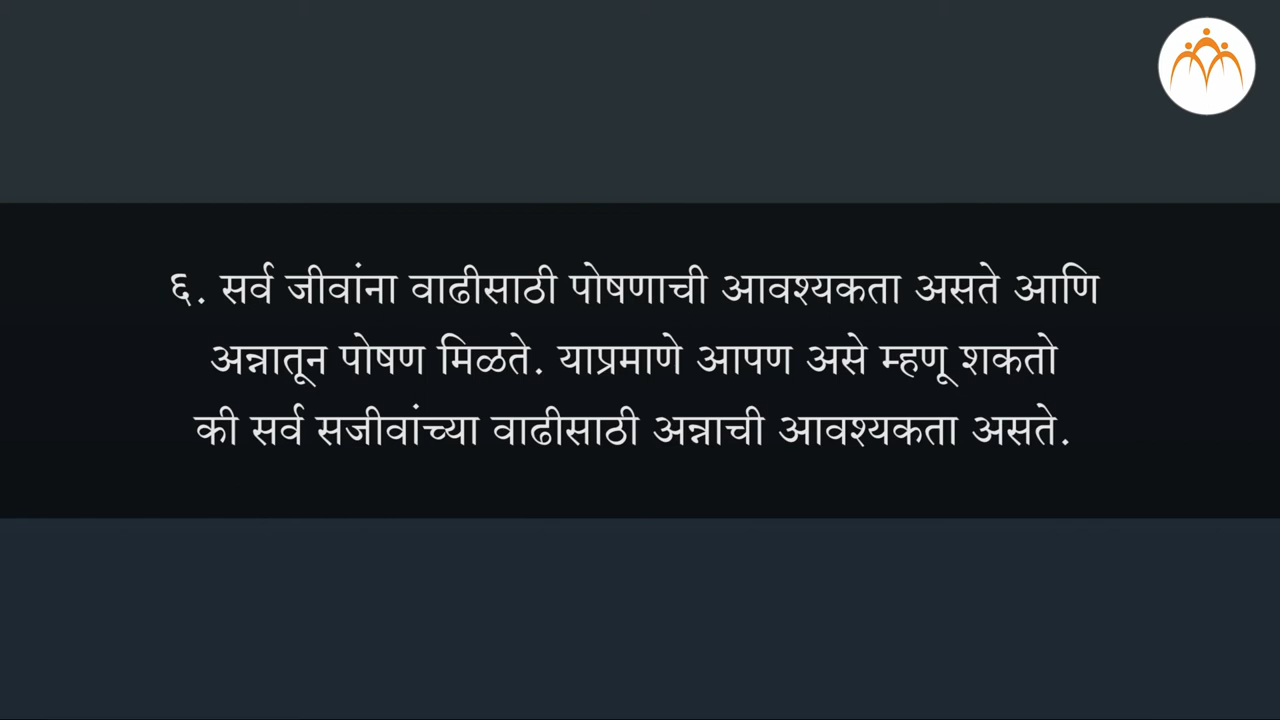 ६. सर्व जीवांना वाढीसाठी पोषणाची आवश्यकता असते आणि
अन्नातून पोषण मिळते. याप्रमाणे आपण असे म्हणू शकतो
की सर्व सजीवांच्या वाढीसाठी अन्नाची आवश्यकता असते.